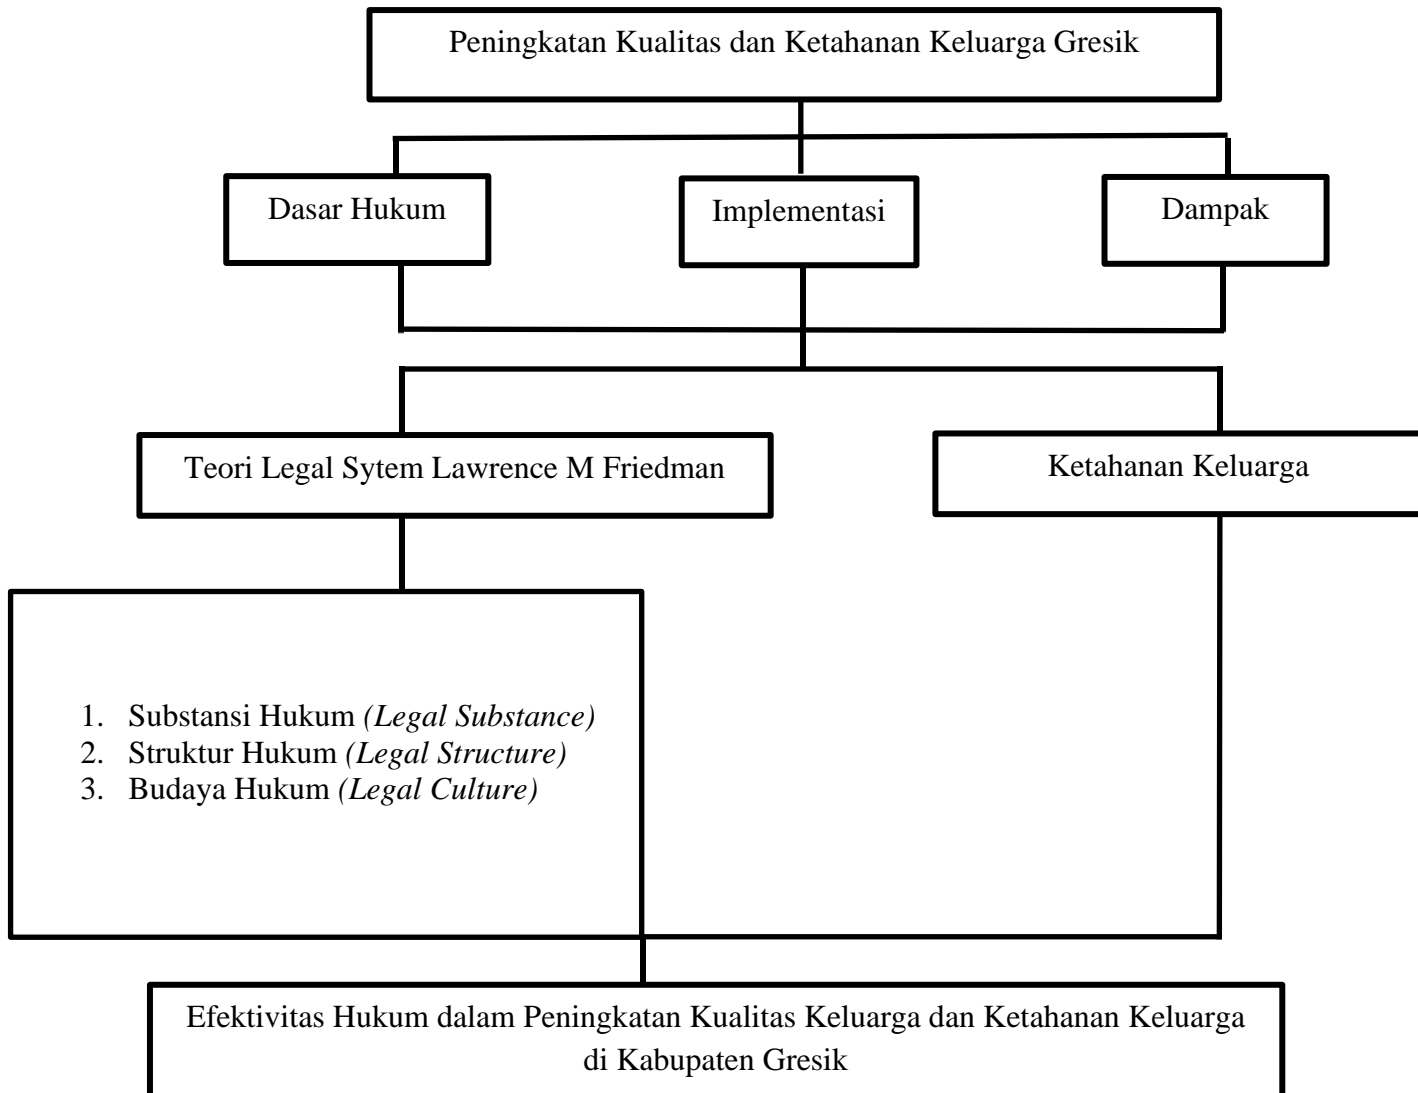 Peningkatan Kualitas dan Ketahanan Keluarga Gresik
Dasar Hukum
Implementasi
Dampak
Teori Legal Sytem Lawrence M Friedman
Ketahanan Keluarga
1. Substansi Hukum (Legal Substance)
2. Struktur Hukum (Legal Structure)
3. Budaya Hukum (Legal Culture)
Efektivitas Hukum dalam Peningkatan Kualitas Keluarga dan Ketahanan Keluarga
di Kabupaten Gresik